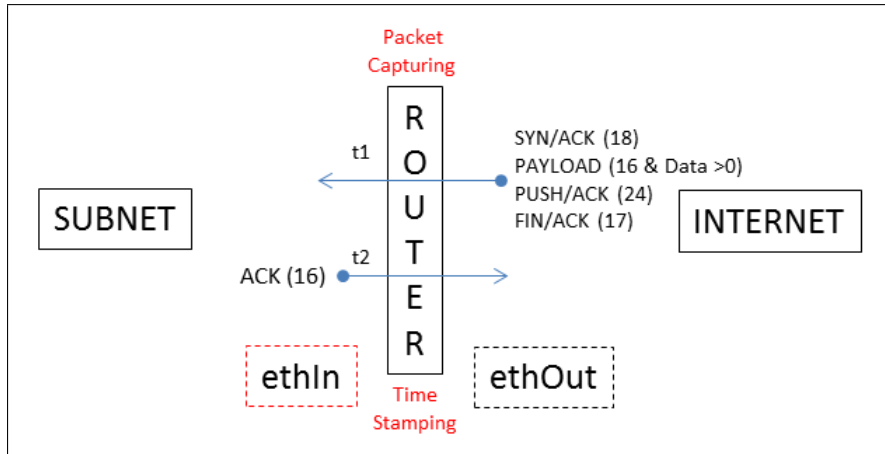 Packet
Capturing
ROUTER
t1
SYN/ACK (18)
PAYLOAD (16 & Data >0)
PUSH/ACK (24)
FIN/ACK (17)
SUBNET
INTERNET
t2
ACK (16)
ethIn
ethOut
Time
Stamping